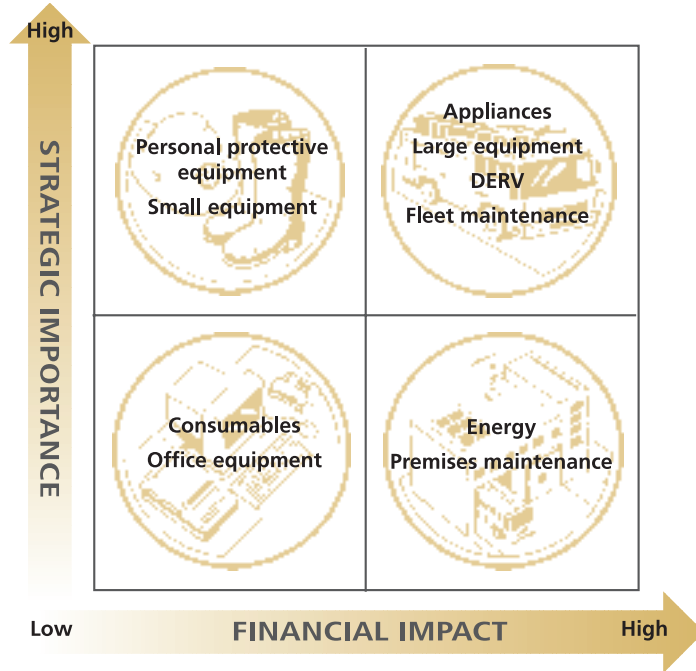 High
STRATEGIC IMPORTANCE
Personal protective
equipment
Small equipment
Appliances
Large equipment
DERV
Fleet maintenance
Consumables
Office equipment
Energy
Premises maintenance
Low
FINANCIAL IMPACT
High